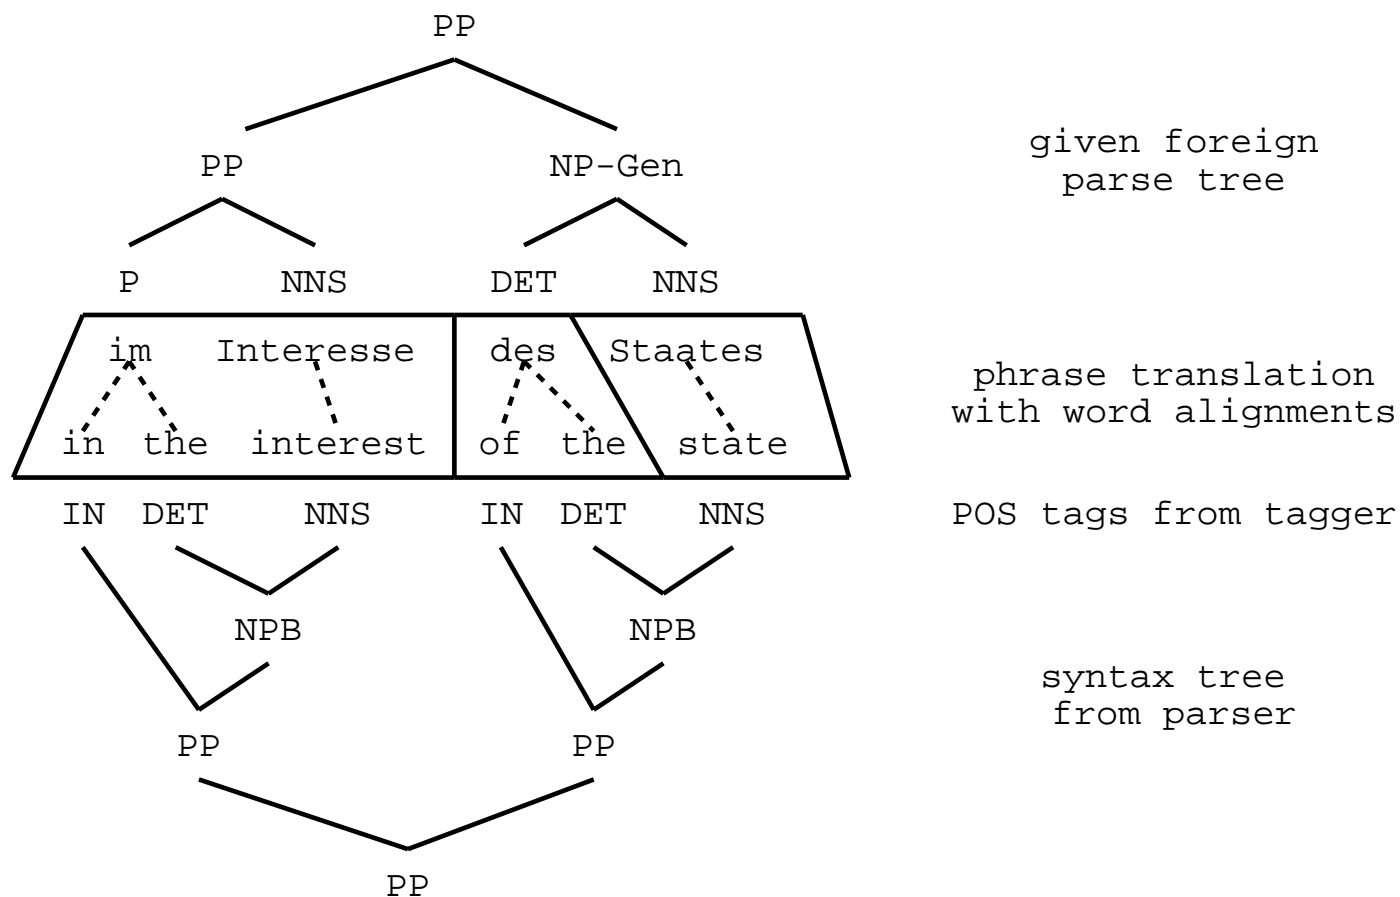 PP
PP NP-Gen
given foreign
parse tree
P NNS DET NNS
im Interesse des Staates
in the interest of the state
phrase translation
with word alignments
IN DET NNS IN DET NNS
POS tags from tagger
NPB NPB
syntax tree
from parser
PP PP
PP